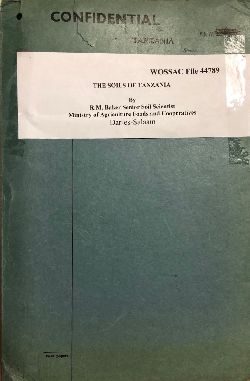 CONFIDENTIAL
TANZANIA
WOSSAC File 44789
THE SOILS OF TANZANIA
By
R.M. Baker Senior Soil Scientist
Ministry of Agriculture Foods and Cooperatives
Dar-es-Salaam